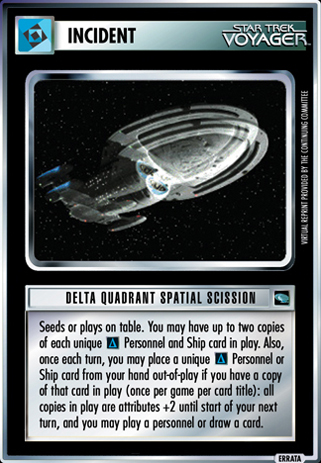 INCIDENT
STAR TREK
VOYAGER
VIRTUAL REPRINT PROVIDED BY THE CONTINUING COMMITTEE
DELTA QUADRANT SPATIAL SCISSION
Seeds or plays on table. You may have up to two copies
of each unique Δ Personnel and Ship card in play. Also,
once each turn, you may place a unique Δ Personnel or
Ship card from your hand out-of-play if you have a copy
of that card in play (once per game per card title): all
copies in play are attributes +2 until start of your next
turn, and you may play a personnel or draw a card.
ERRATA